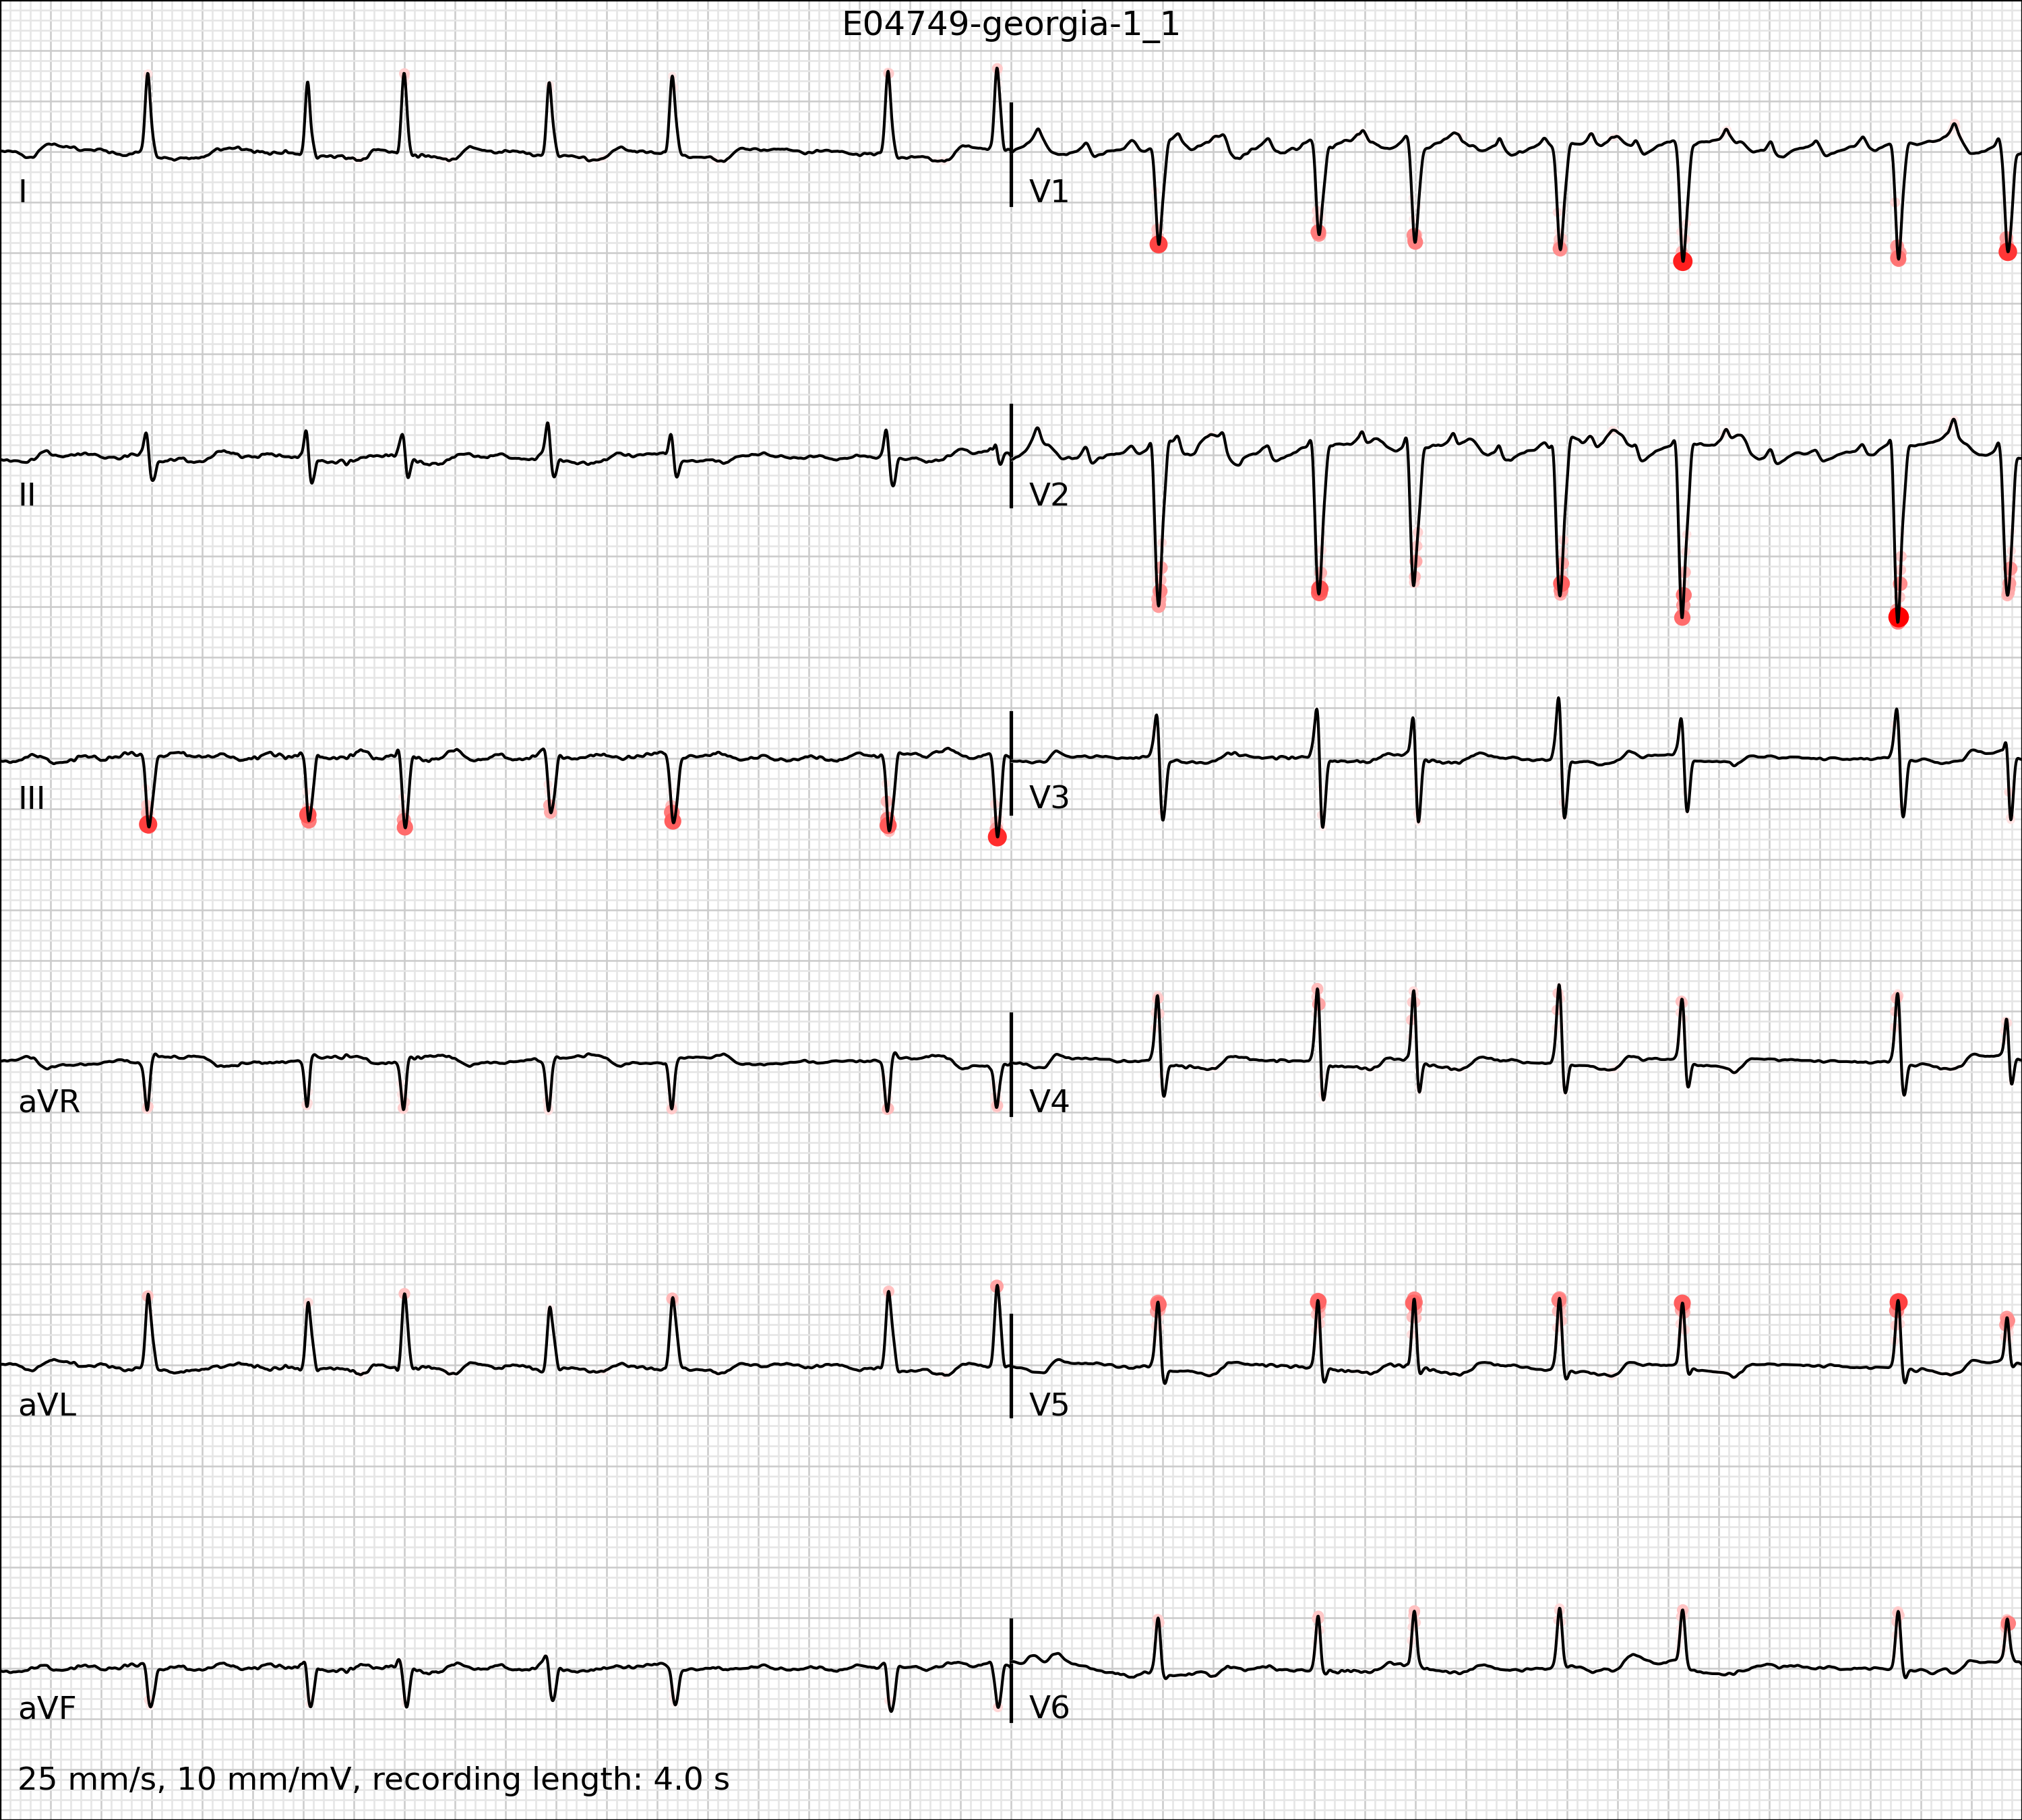 E04749-georgia-1_1
I
V1
II
V2
III
V3
aVR
V4
aVL
V5
aVF
V6
25 mm/s, 10 mm/mV, recording length: 4.0 s